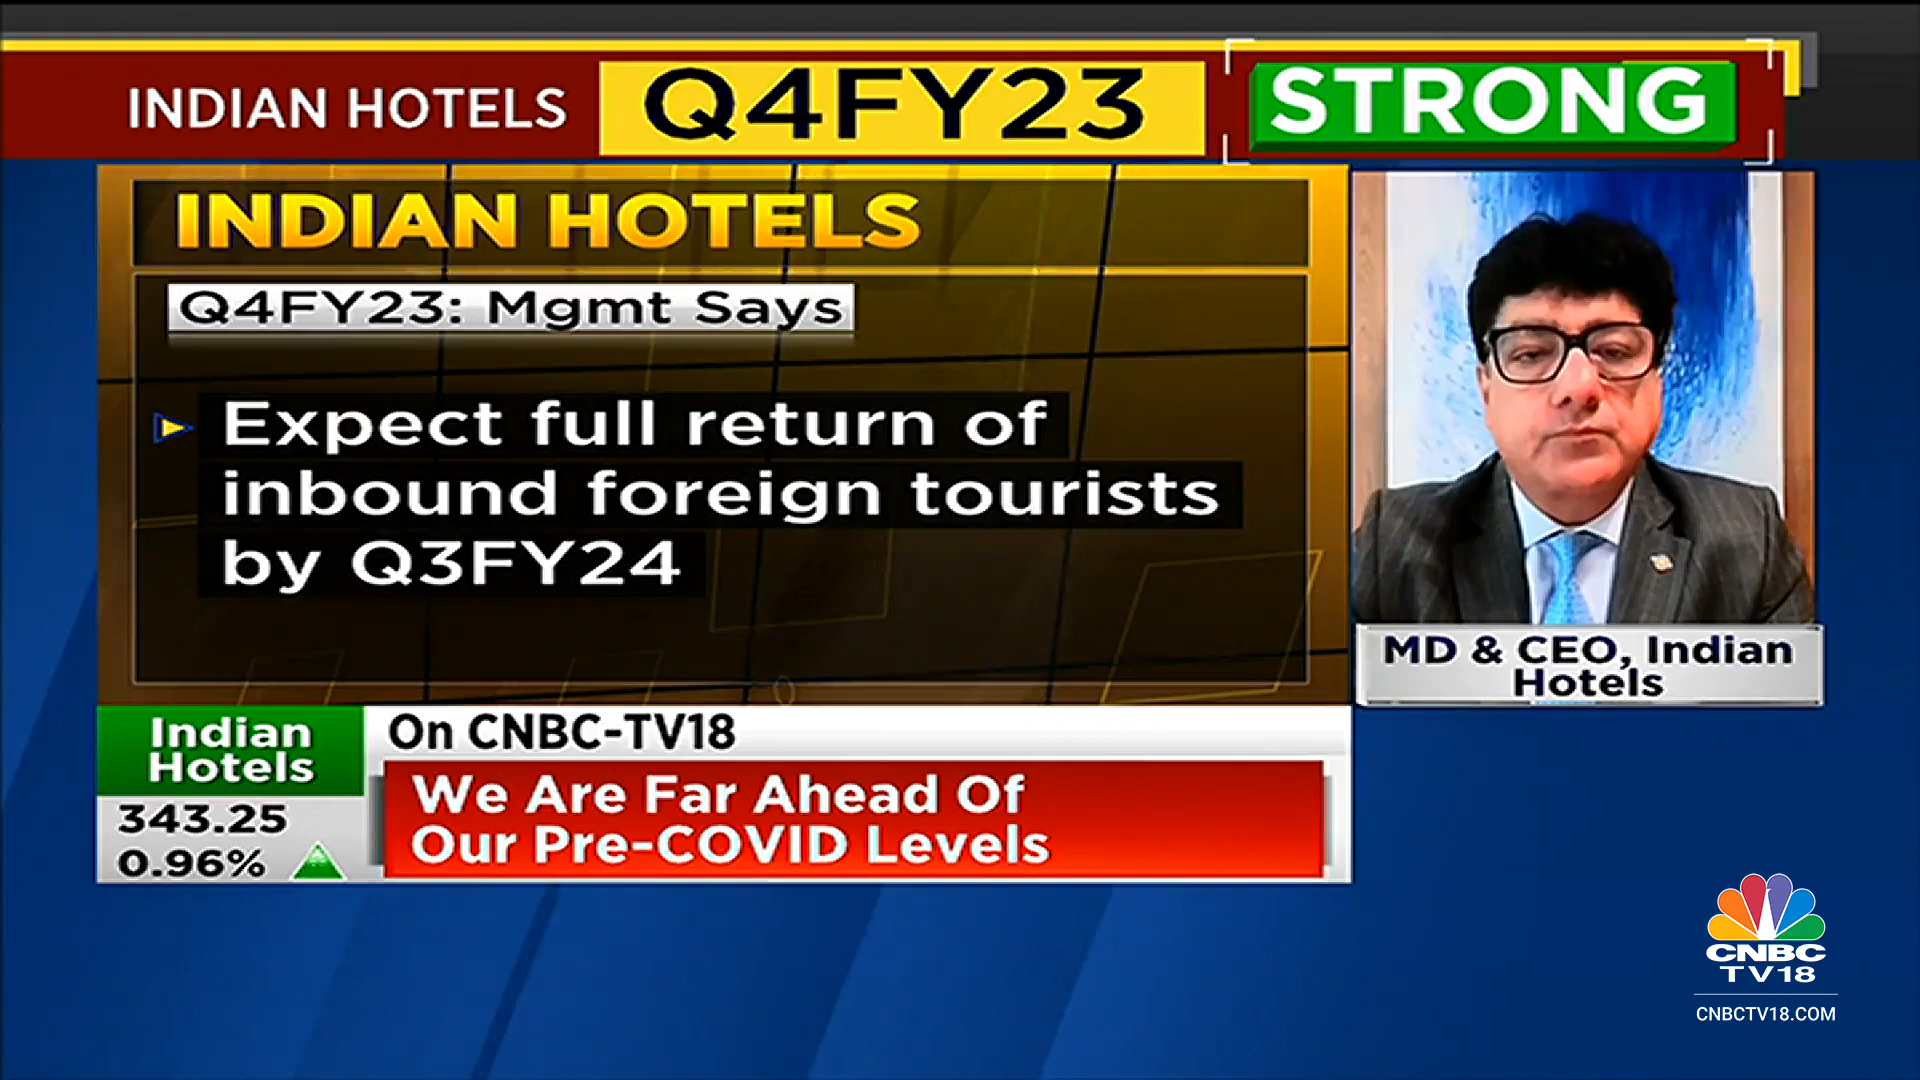 INDIAN HOTELS Q4FY23 STRONG
INDIAN HOTELS
Q4FY23: Mgmt Says
Expect full return of
inbound foreign tourists
by Q3FY24
MD & CEO, Indian
Hotels
Indian
Hotels
343.25
0.96%
On CNBC-TV18
We Are Far Ahead Of
Our Pre-COVID Levels
CNBC
TV18
CNBCTV18.COM